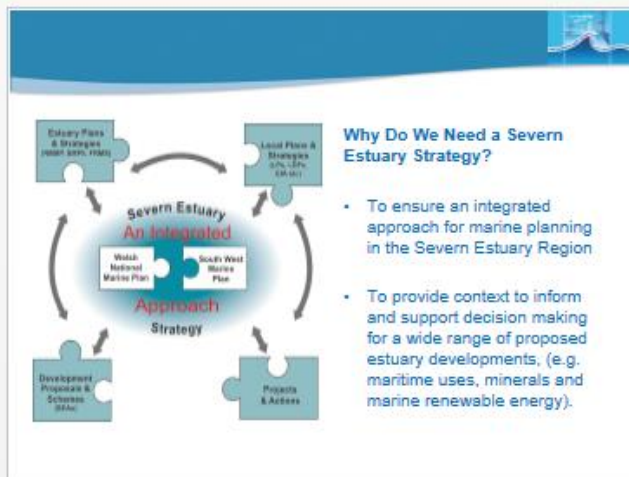 Why Do We Need a Severn
Estuary Strategy?
• To ensure an integrated
approach for marine planning
in the Severn Estuary Region
• To provide context to inform
and support decision making
for a wide range of proposed
estuary developments, (e.g.
maritime uses, minerals and
marine renewable energy).
Estuary Plans
& Strategies
Local Plans &
Strategies
Severn Estuary
An Integrated
Welsh
National
Marine Plan
South West
Marine
Plan
Approach
Strategy
Development
Proposals &
Schemes
Projects
& Actions